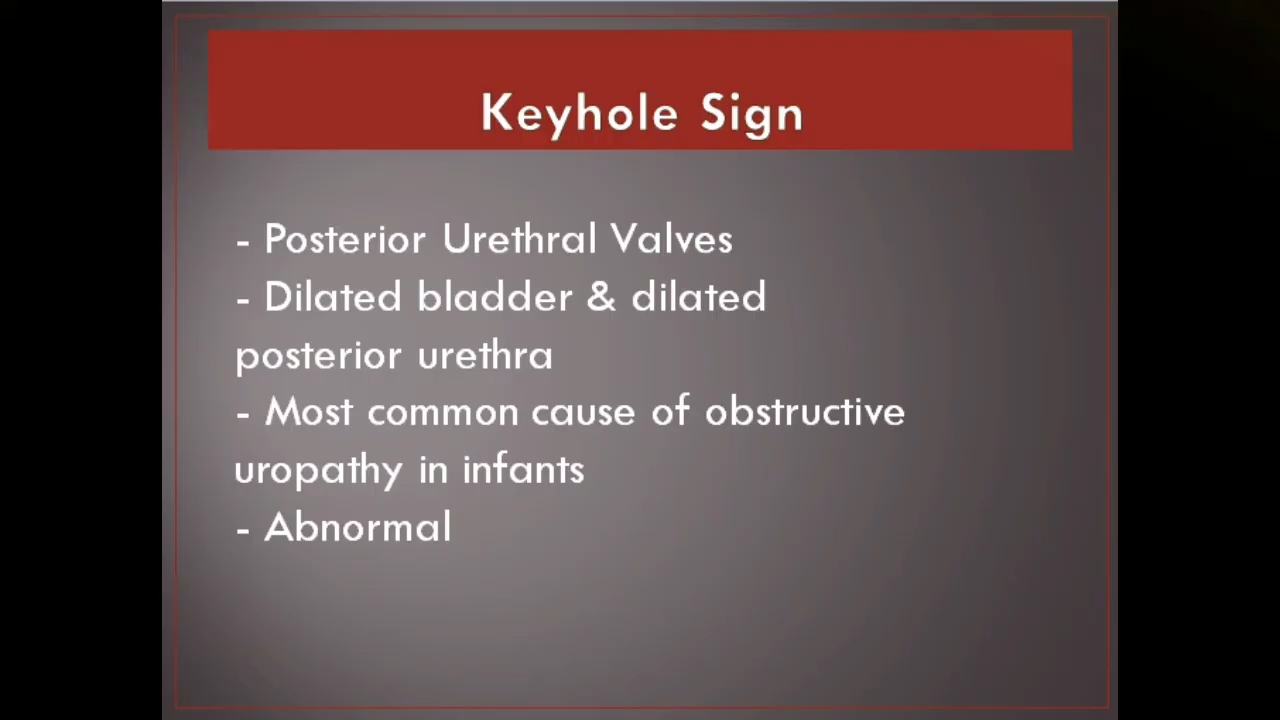 Keyhole Sign
- Posterior Urethral Valves
- Dilated bladder & dilated
posterior urethra
- Most common cause of obstructive
uropathy in infants
- Abnormal